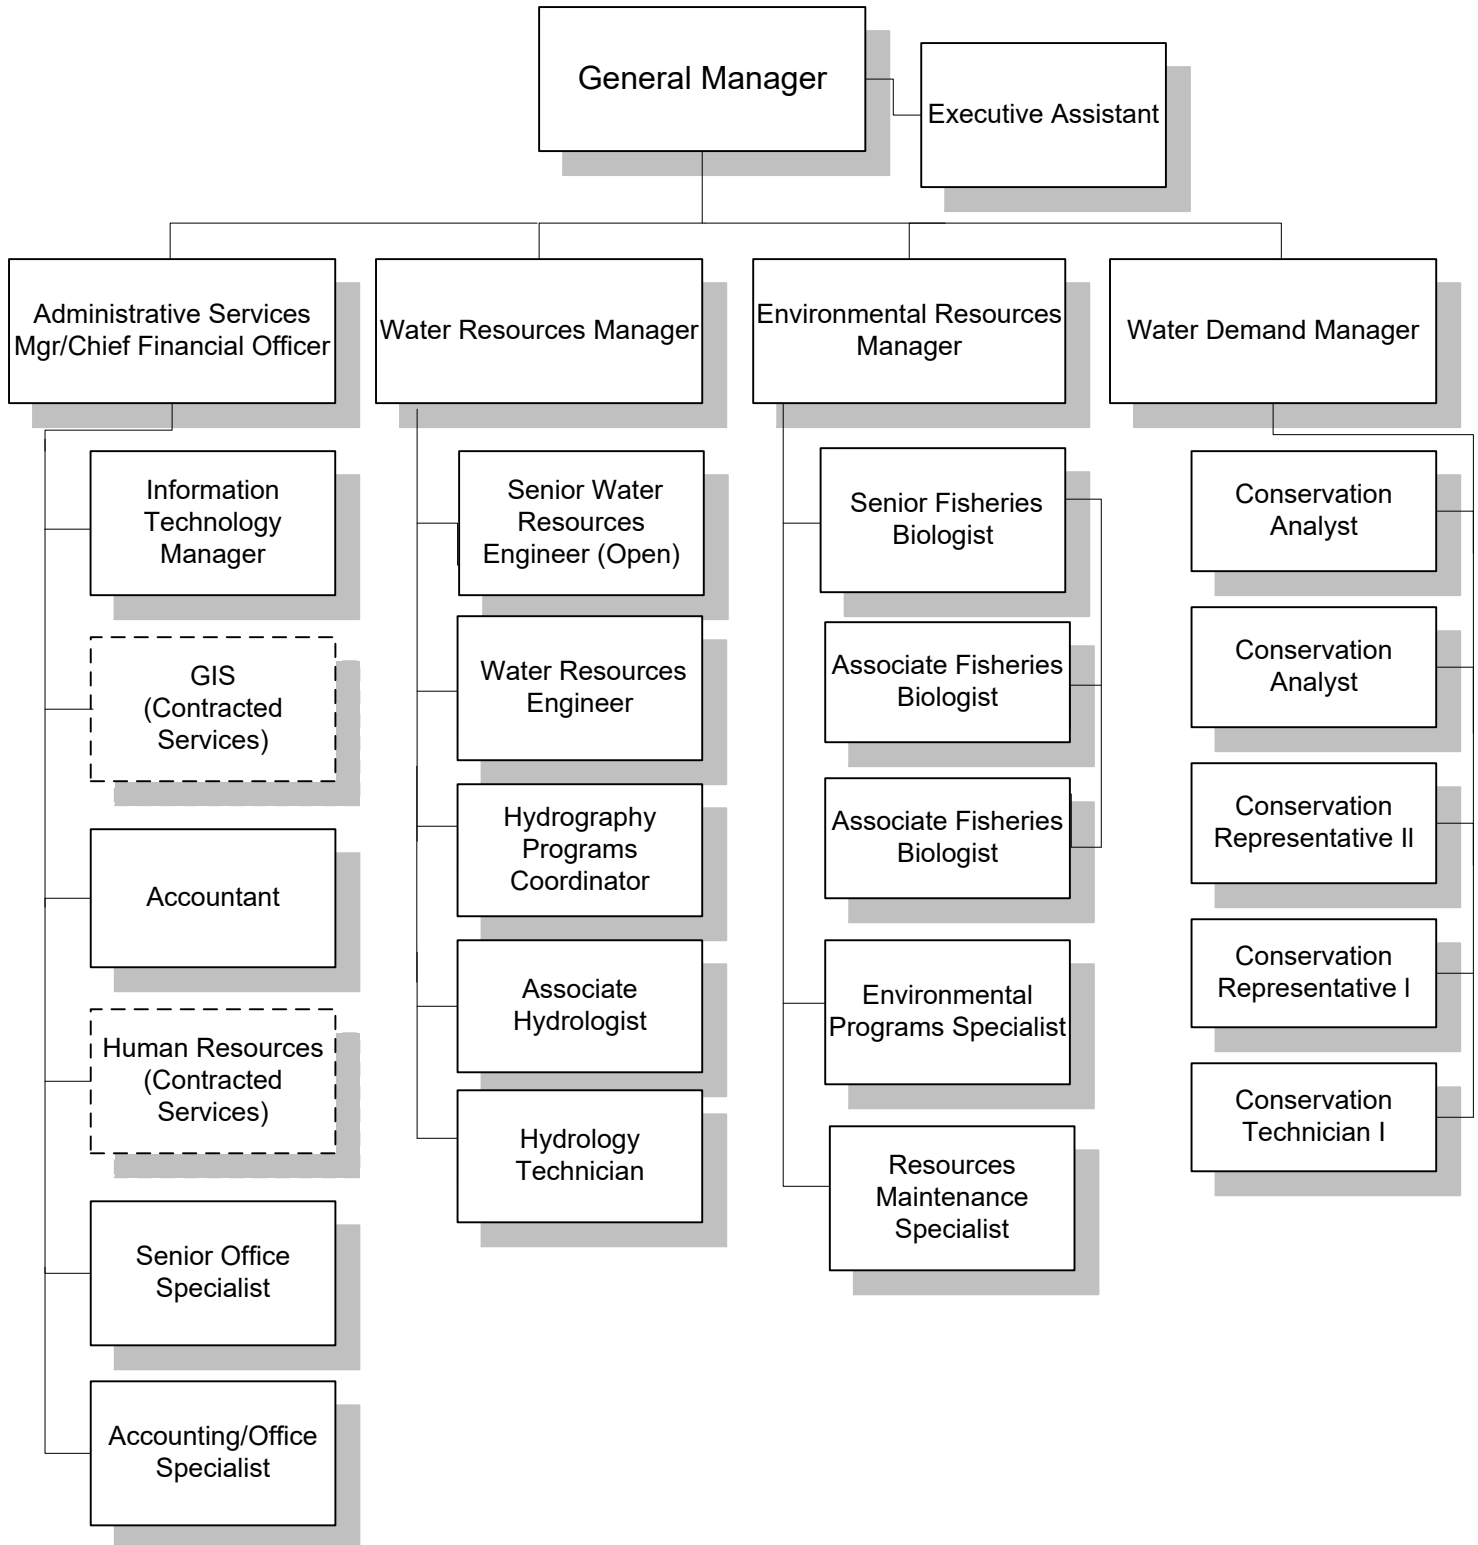 General Manager
Executive Assistant
Administrative Services
Mgr/Chief Financial Officer
Water Resources Manager
Environmental Resources
Manager
Water Demand Manager
Information
Technology
Manager
GIS
(Contracted
Services)
Accountant
Human Resources
(Contracted
Services)
Senior Office
Specialist
Accounting/Office
Specialist
Senior Water
Resources
Engineer (Open)
Water Resources
Engineer
Hydrography
Programs
Coordinator
Associate
Hydrologist
Hydrology
Technician
Senior Fisheries
Biologist
Associate Fisheries
Biologist
Associate Fisheries
Biologist
Environmental
Programs Specialist
Resources
Maintenance
Specialist
Conservation
Analyst
Conservation
Analyst
Conservation
Representative II
Conservation
Representative I
Conservation
Technician I